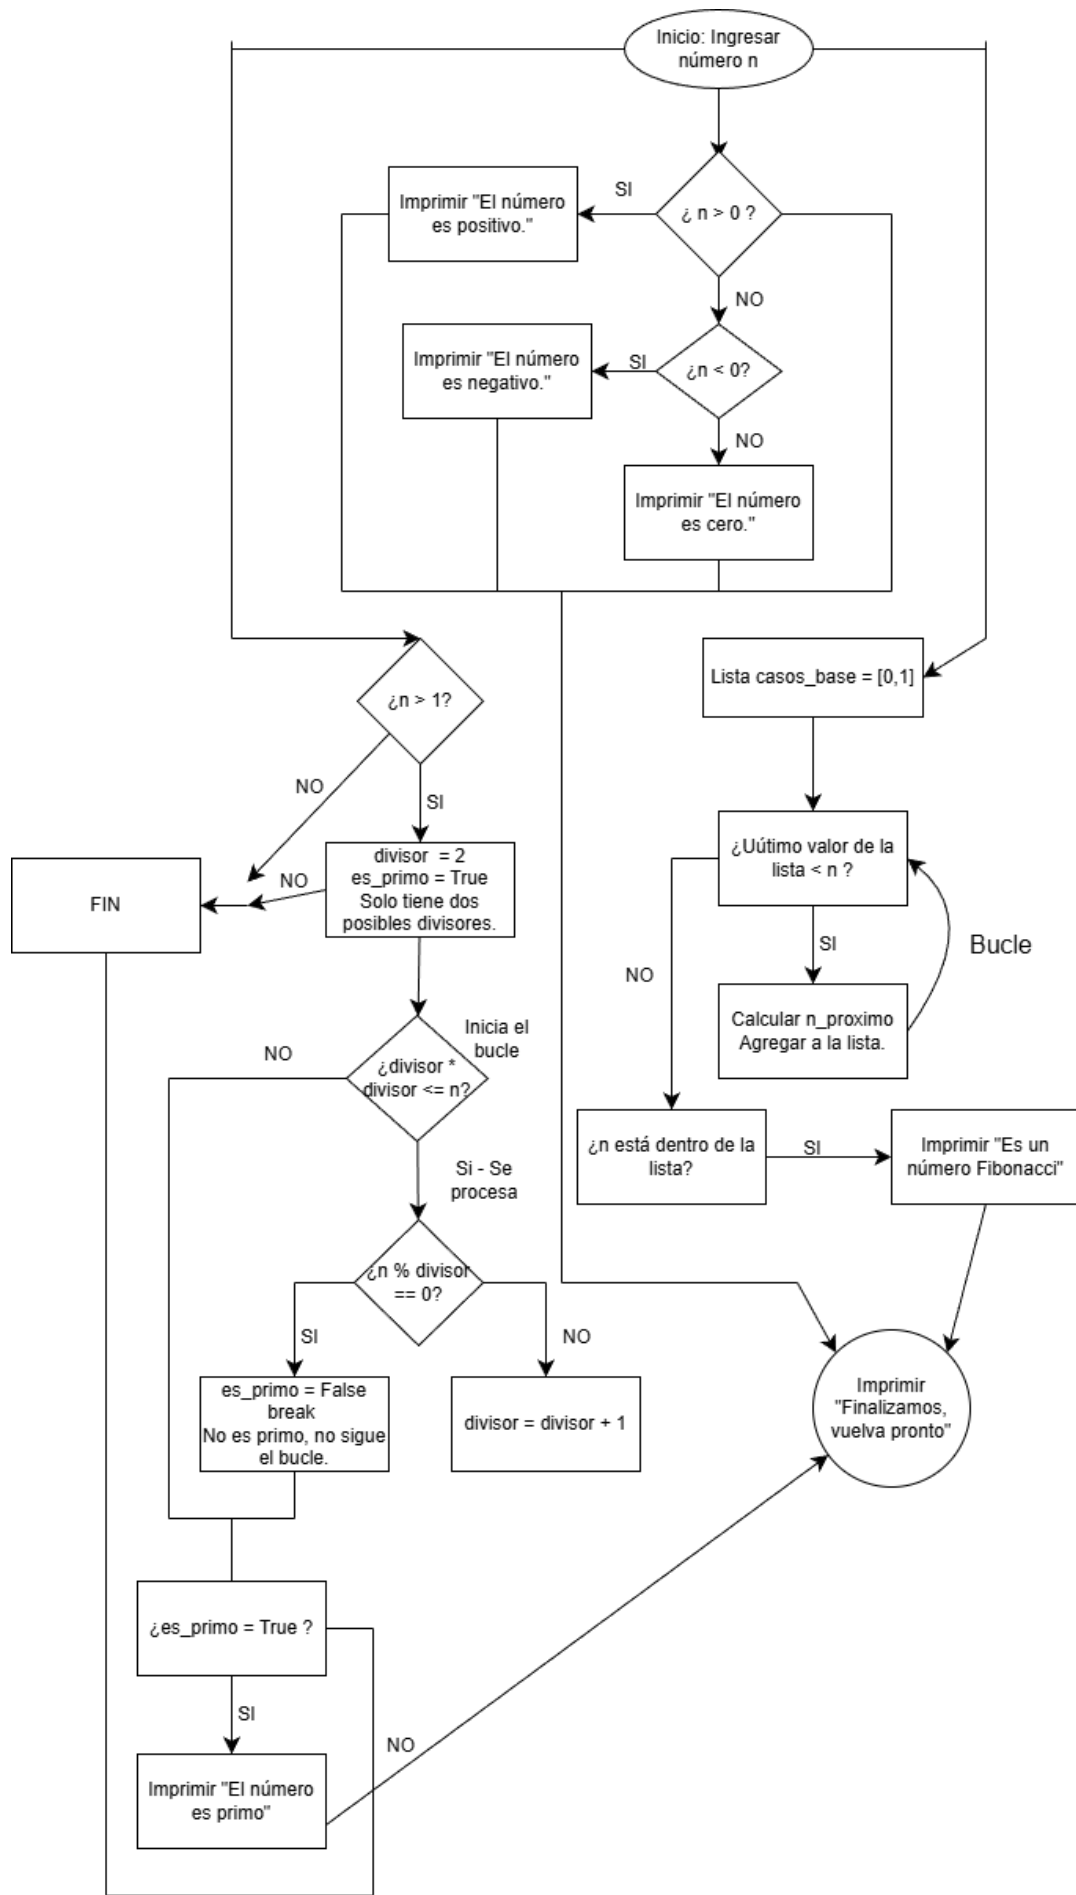 Inicio: Ingresar
número n
¿ n > 0 ?
SI
Imprimir "El número
es positivo."
NO
¿n < 0?
SI
Imprimir "El número
es negativo."
NO
Imprimir "El número
es cero."
¿n > 1?
NO
SI
divisor = 2
es_primo = True
Solo tiene dos
posibles divisores.
NO
FIN
Inicia el
bucle
¿divisor *
divisor <= n?
NO
Si - Se
procesa
¿n % divisor
== 0?
SI
NO
es_primo = False
break
No es primo, no sigue
el bucle.
divisor = divisor + 1
¿es_primo = True ?
SI
NO
Imprimir "El número
es primo"
Lista casos_base = [0,1]
¿Uútimo valor de la
lista < n ?
SI
NO
Bucle
Calcular n_proximo
Agregar a la lista.
¿n está dentro de la
lista?
SI
Imprimir "Es un
número Fibonacci"
Imprimir
"Finalizamos,
vuelva pronto"